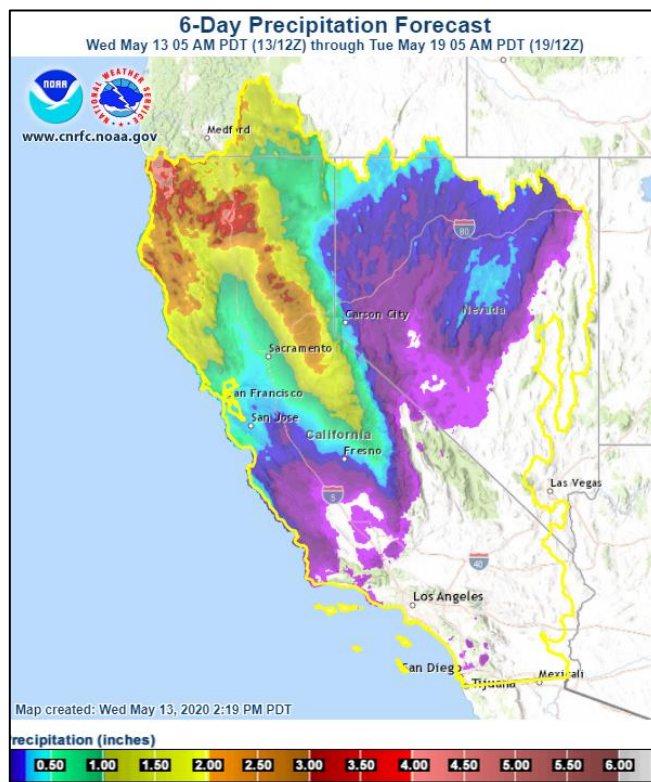 6-Day Precipitation Forecast
Wed May 13 05 AM PDT (13/12Z) through Tue May 19 05 AM PDT (19/12Z)
NOAA
NATIONAL WEATHER SERVICE
www.cnrfc.noaa.gov
Medford
80
Nevada
Carson City
Sacramento
San Francisco
San Jose
California
Fresno
Las Vegas
5
40
Los Angeles
San Diego
Tijuana
Mexicali
Map created: Wed May 13, 2020 2:19 PM PDT
recipitation (inches)
0.50 1.00 1.50 2.00 2.50 3.00 3.50 4.00 4.50 5.00 5.50 6.00